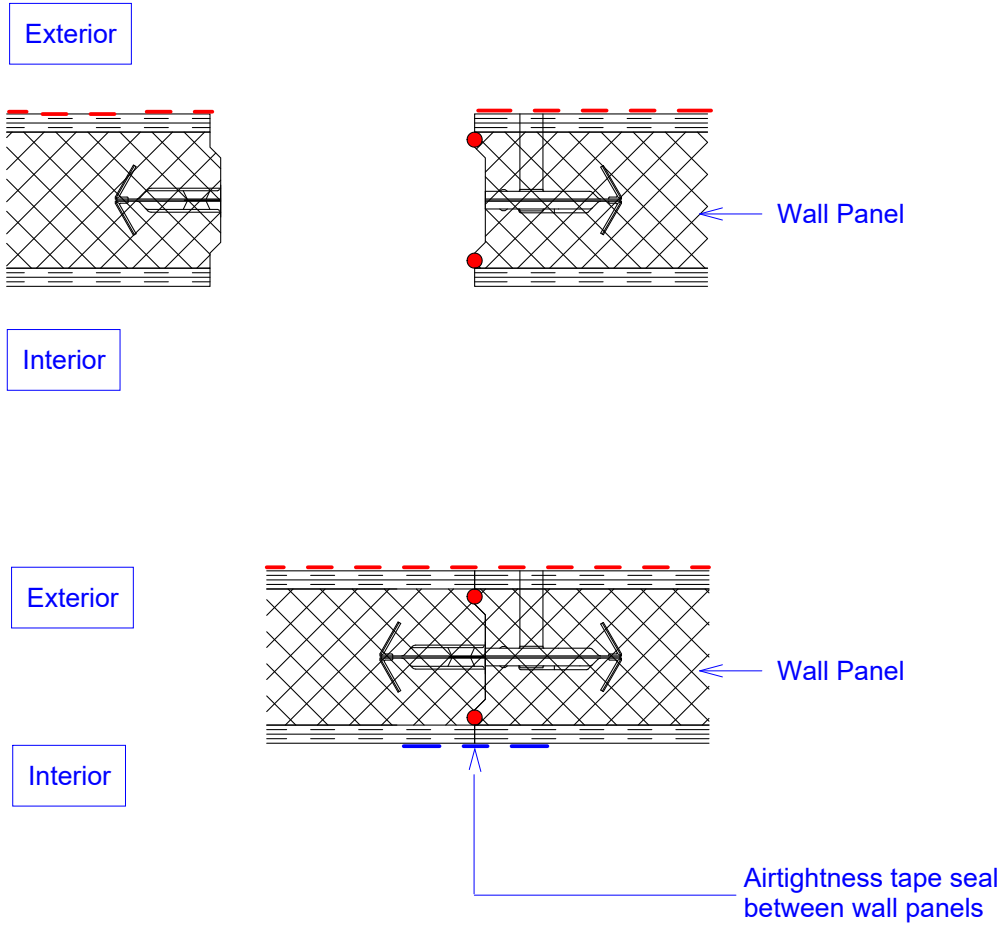 Exterior
Wall Panel
Interior
Exterior
Wall Panel
Interior
Airtightness tape seal
between wall panels